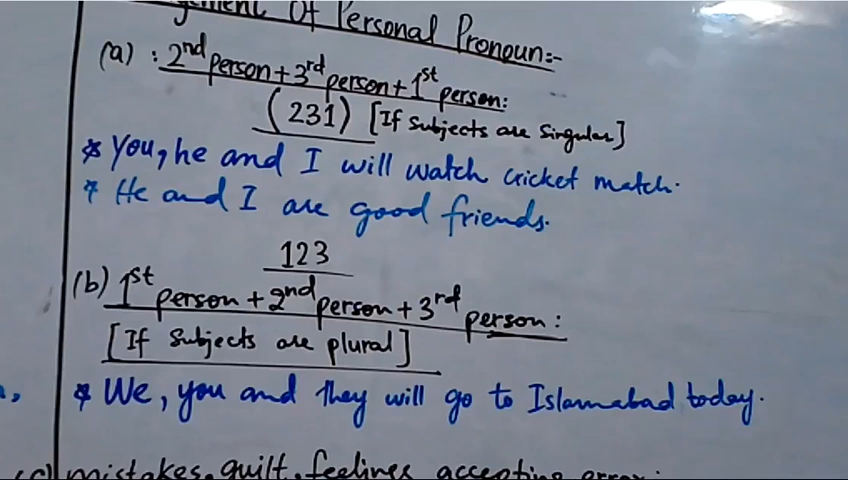 Of Personal Pronoun:-
(a) : 2nd person + 3rd person + 1st person:
(231) [If Subjects are Singular]
* You, he and I will watch cricket match.
* He and I are good friends.
123
(b) 1st person + 2nd person + 3rd person :
[If Subjects are plural]
* We, you and they will go to Islamabad today.
(c) mistakes, guilt, feelings accepting error: